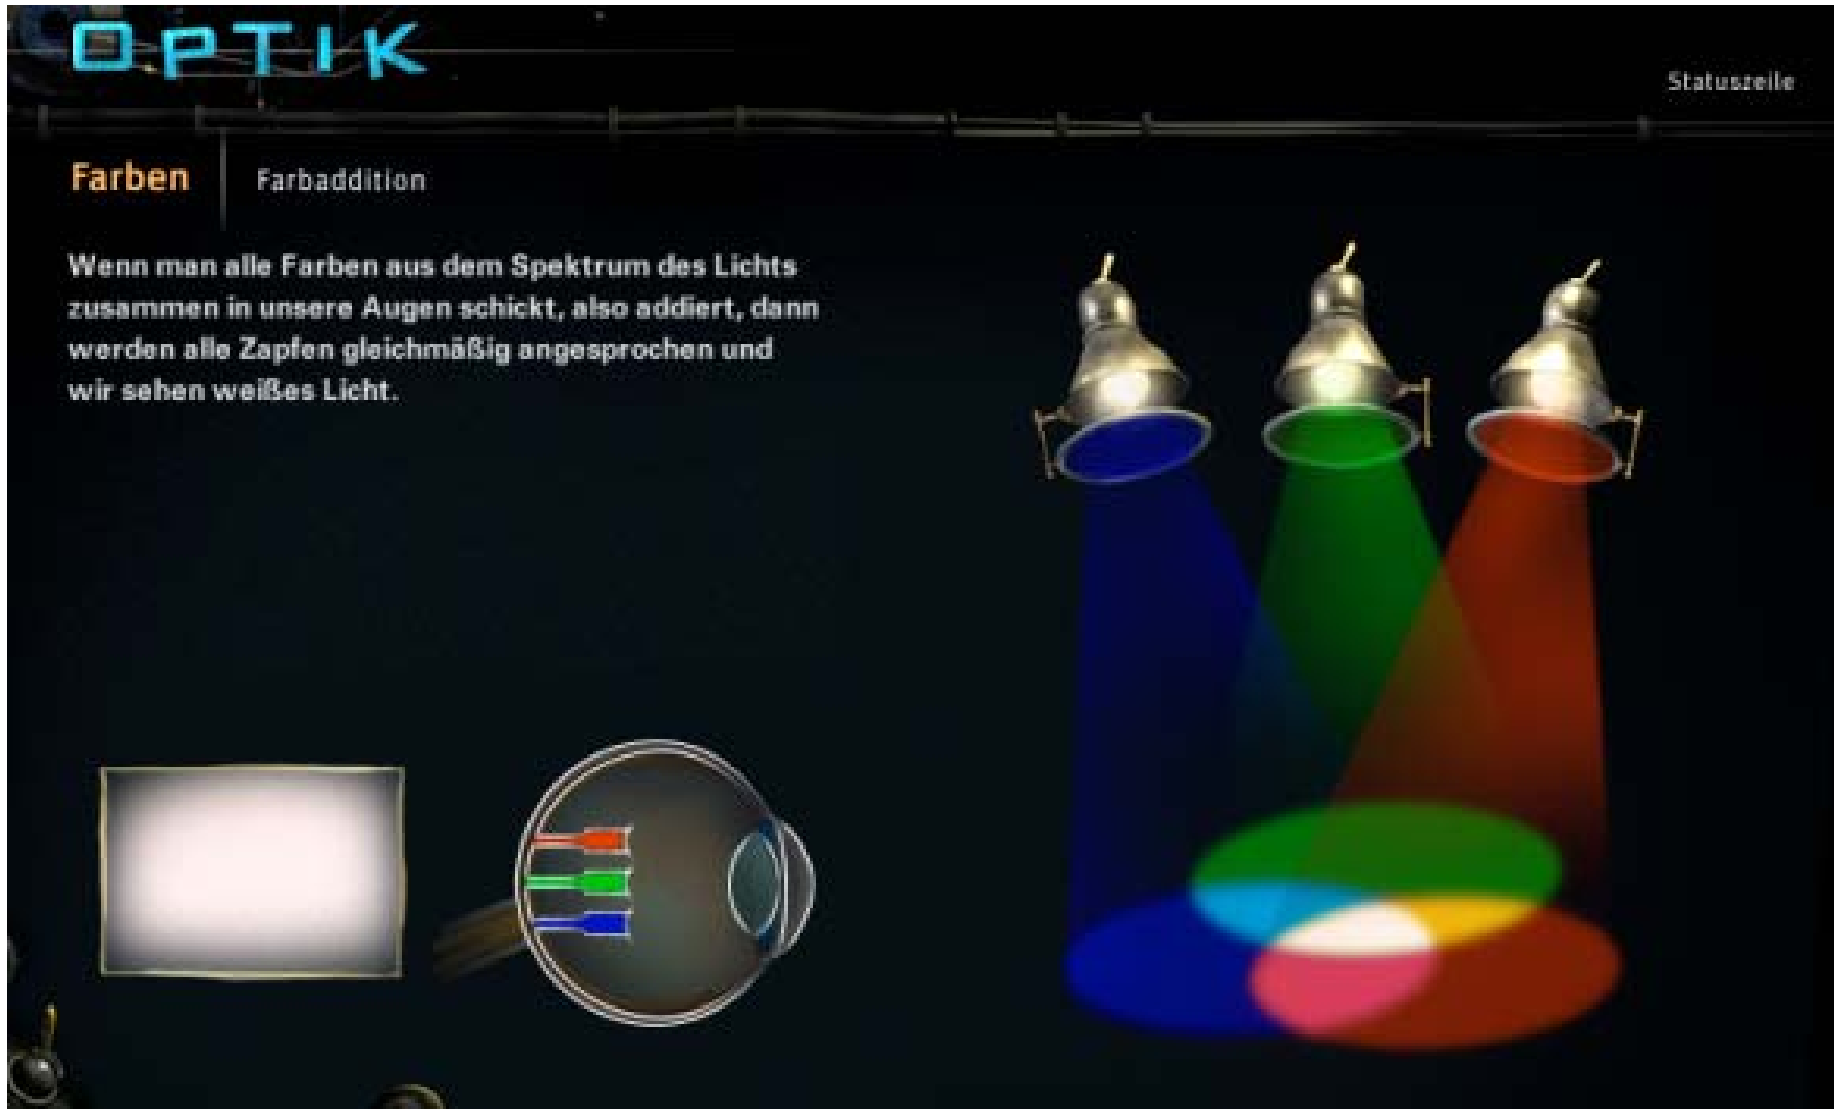 OPTIK
Statuszeile
Farben
Farbaddition
Wenn man alle Farben aus dem Spektrum des Lichts
zusammen in unsere Augen schickt, also addiert, dann
werden alle Zapfen gleichmäßig angesprochen und
wir sehen weißes Licht.